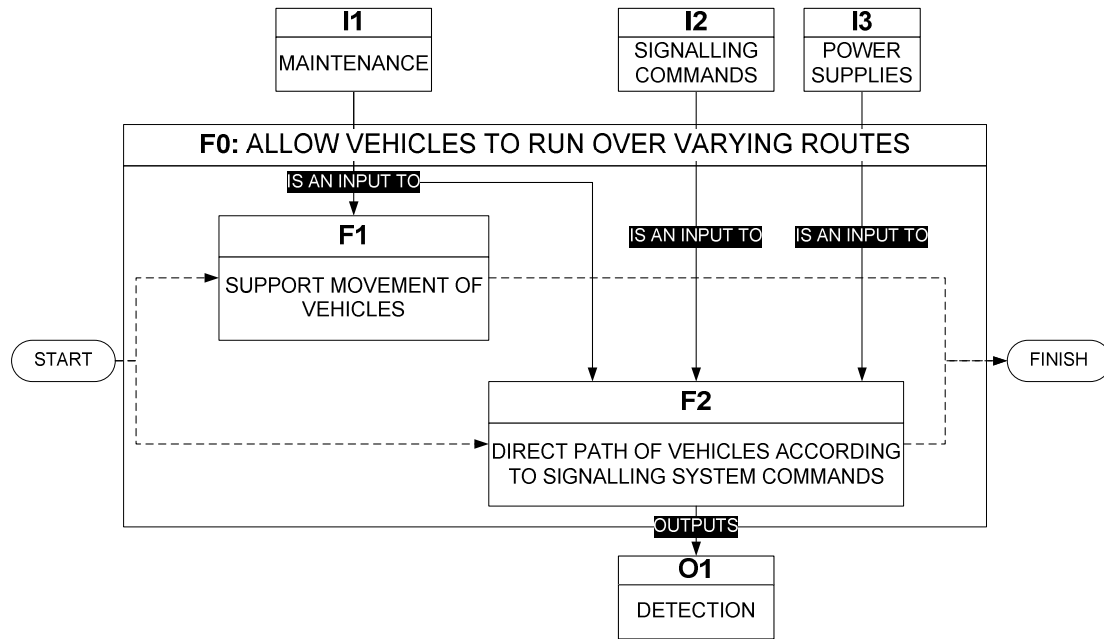 I1
MAINTENANCE
I2
SIGNALLING
COMMANDS
I3
POWER
SUPPLIES
F0: ALLOW VEHICLES TO RUN OVER VARYING ROUTES
IS AN INPUT TO
F1
SUPPORT MOVEMENT OF
VEHICLES
IS AN INPUT TO
IS AN INPUT TO
START
FINISH
F2
DIRECT PATH OF VEHICLES ACCORDING
TO SIGNALLING SYSTEM COMMANDS
OUTPUTS
O1
DETECTION